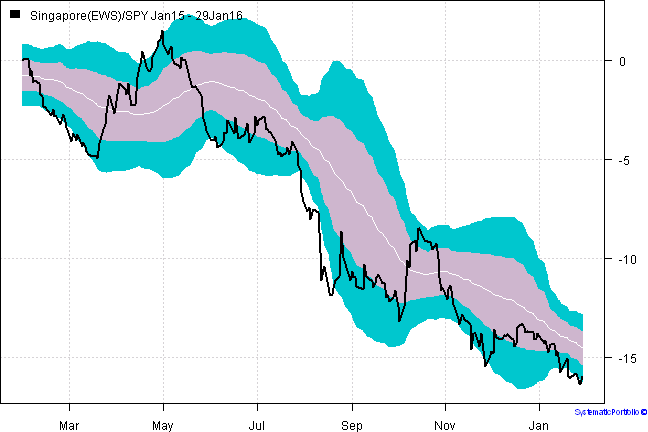 Singapore(EWS)/SPY Jan15 - 29Jan16
0
-5
-10
-15
Mar May Jul Sep Nov Jan
SystematicPortfolio ©